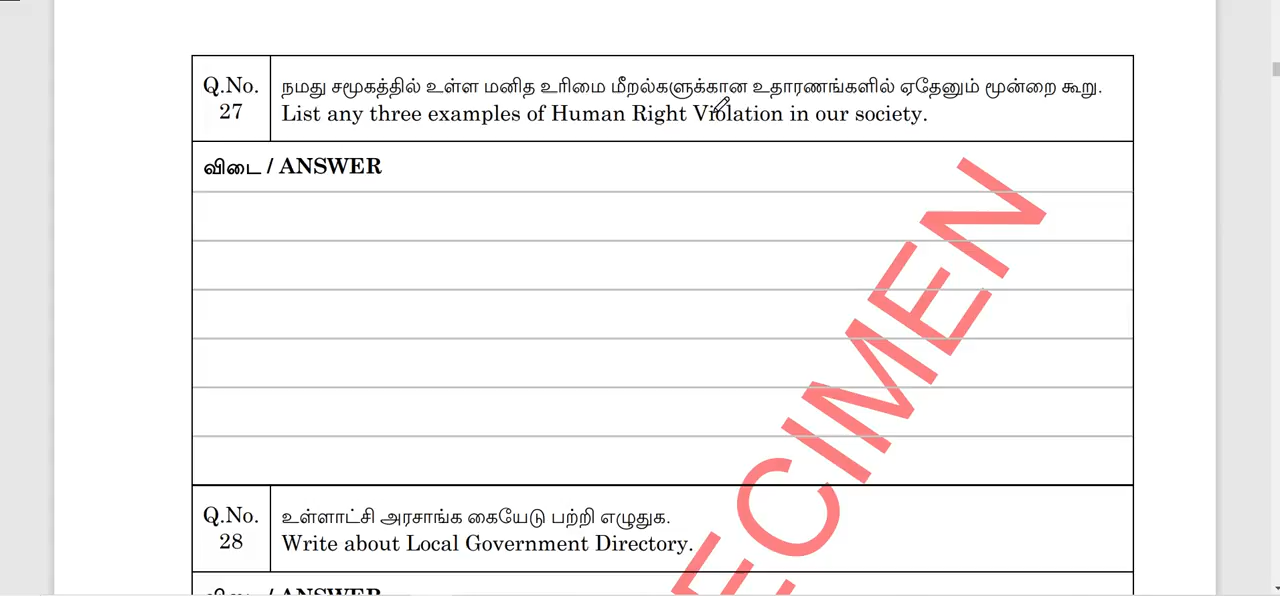 Q.No.
27
நமது சமூகத்தில் உள்ள மனித உரிமை மீறல்களுக்கான உதாரணங்களில் ஏதேனும் மூன்றை கூறு.
List any three examples of Human Right Violation in our society.
விடை / ANSWER
Q.No.
28
உள்ளாட்சி அரசாங்க கையேடு பற்றி எழுதுக.
Write about Local Government Directory.
விடை / ANSWER
ECIMEN